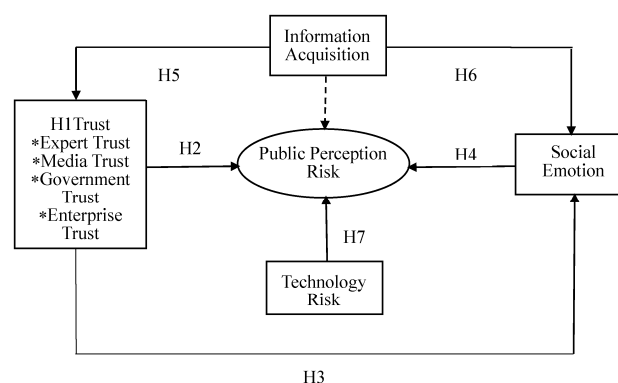 Information
Acquisition
H5
H6
H1Trust
∗Expert Trust
∗Media Trust
∗Government
Trust
∗Enterprise
Trust
H2
Public Perception
Risk
H4
Social
Emotion
H7
Technology
Risk
H3